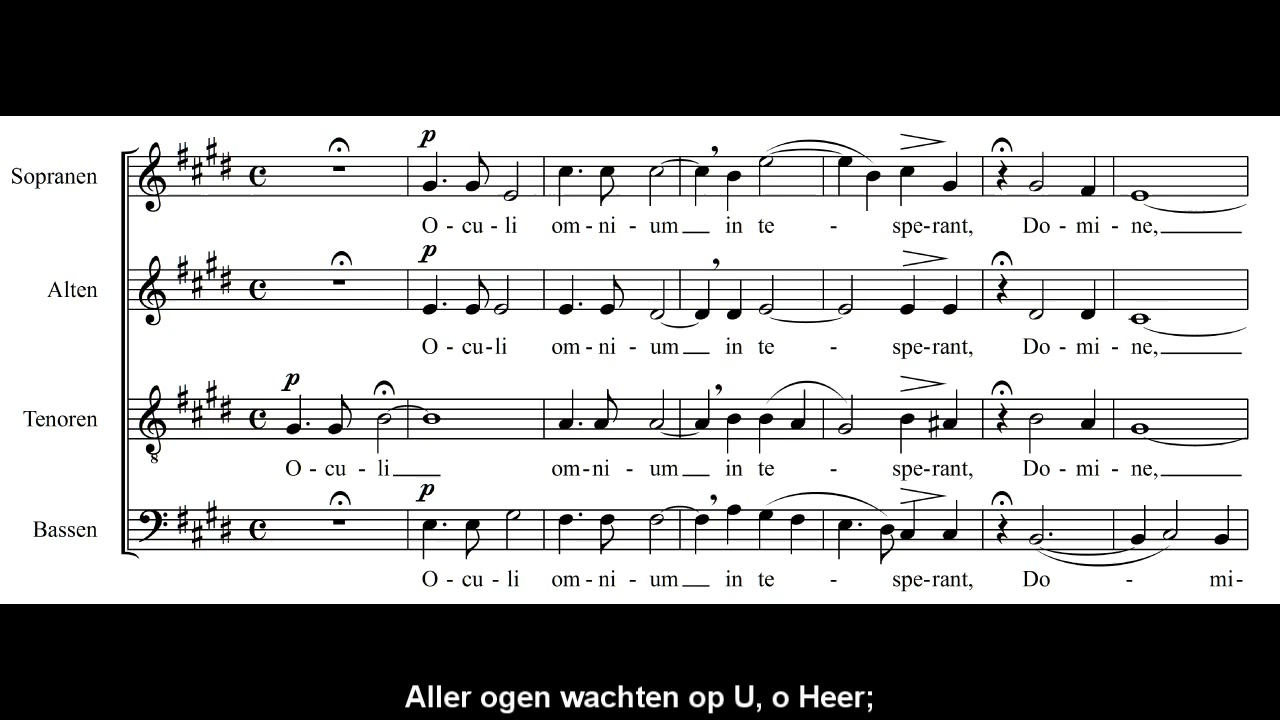 p
Sopranen
O - cu - li om - ni - um in te - spe-rant, Do - mi - ne,
p
Alten
O - cu-li om - ni - um in te - spe-rant, Do - mi - ne,
p
Tenoren
O - cu - li om-ni - um in te - spe-rant, Do - mi - ne,
p
Bassen
O - cu - li om - ni - um in te - spe-rant, Do - mi-
Aller ogen wachten op U, o Heer;